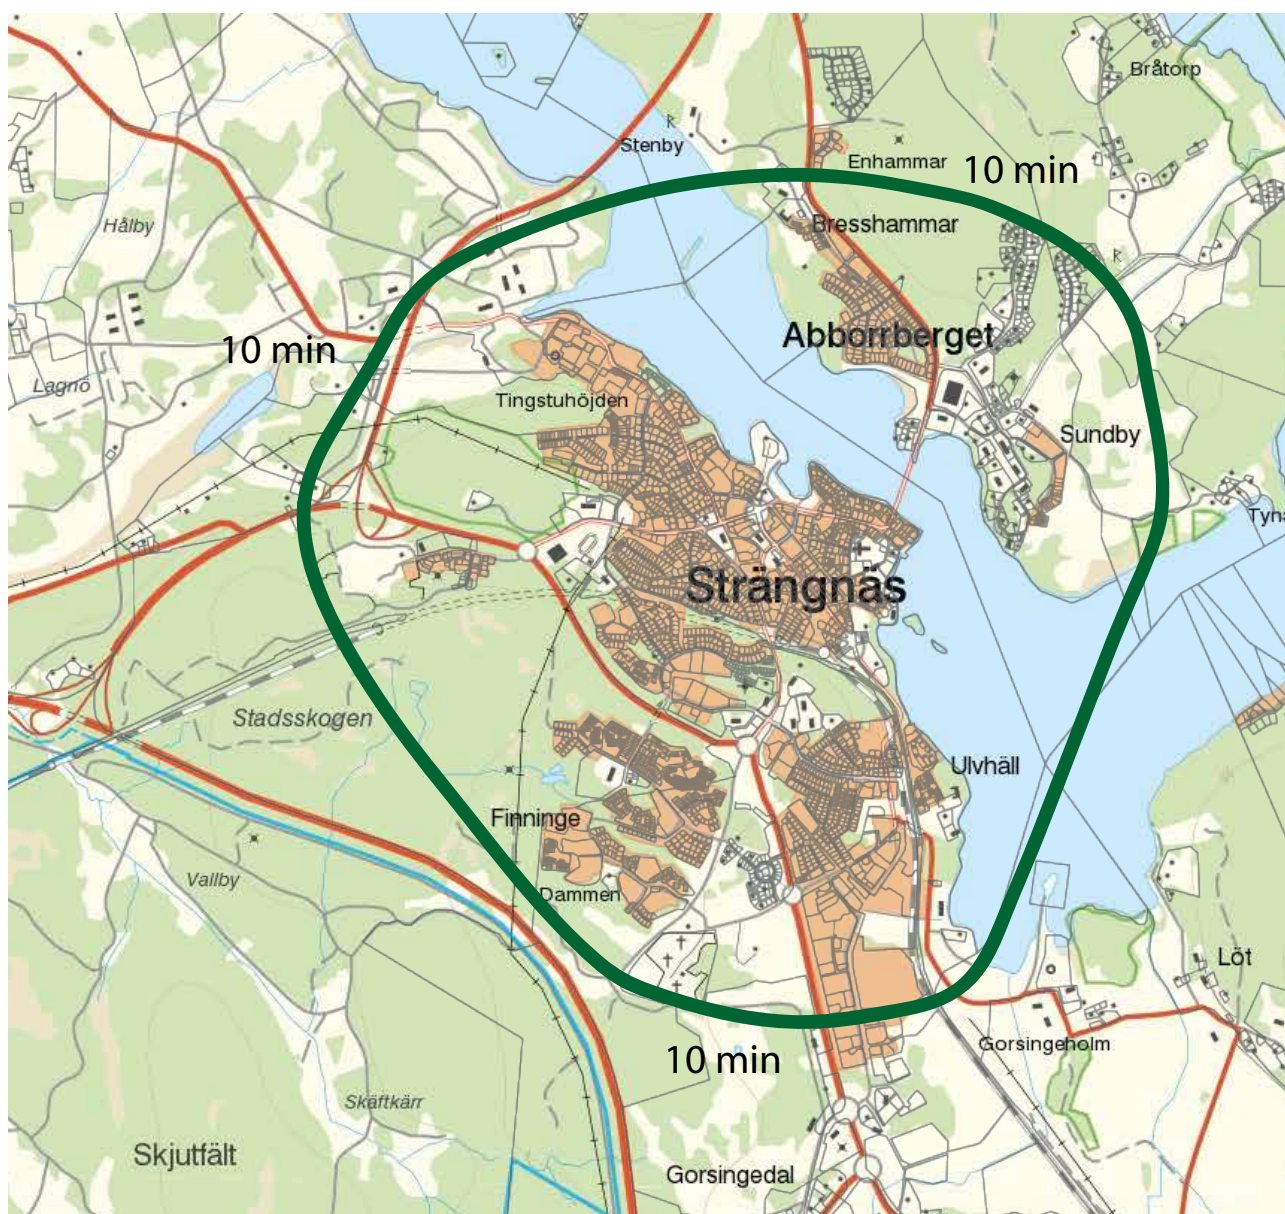 Bråtorp
Stenby
Enhammar
10 min
Hålby
Bresshammar
Abborrberget
10 min
Lagnö
Tingstuhöjden
Sundby
Tyna
Strängnäs
Stadsskogen
Ulvhäll
Finninge
Vallby
Dammen
Löt
Gorsingeholm
10 min
Skäftkärr
Skjutfält
Gorsingedal